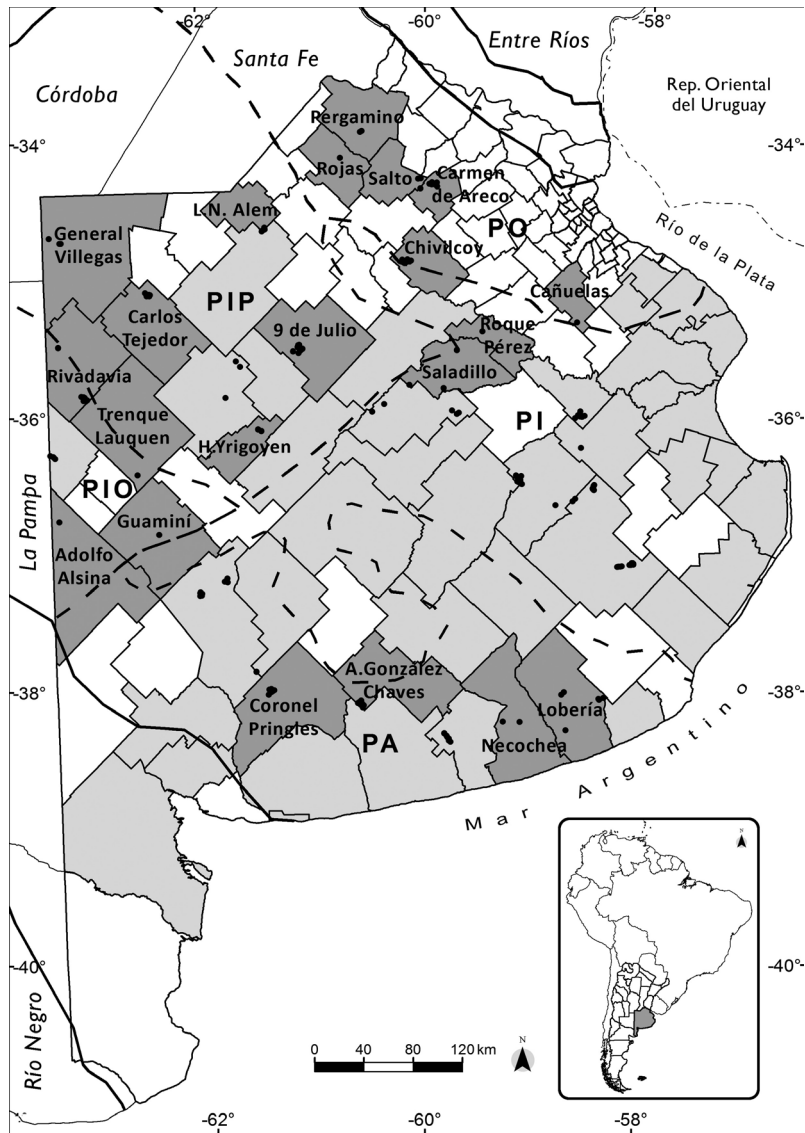 -62°
-60°
-58°
Entre Ríos
Santa Fe
Córdoba
Rep. Oriental
del Uruguay
-34°
-34°
Pergamino
Rojas
Salto
Carmen
de Areco
L.N. Alem
PO
Río de la Plata
General
Villegas
Chivilcoy
PIP
Cañuelas
Carlos
Tejedor
9 de Julio
Roque
Pérez
Saladillo
Rivadavia
Trenque
Lauquen
-36°
-36°
PI
H.Yrigoyen
PIO
La Pampa
Guaminí
Adolfo
Alsina
-38°
-38°
A.González
Chaves
Coronel
Pringles
Lobería
Necochea
PA
Mar Argentino
N
-40°
-40°
Río Negro
N
0 40 80 120 km
-62°
-60°
-58°